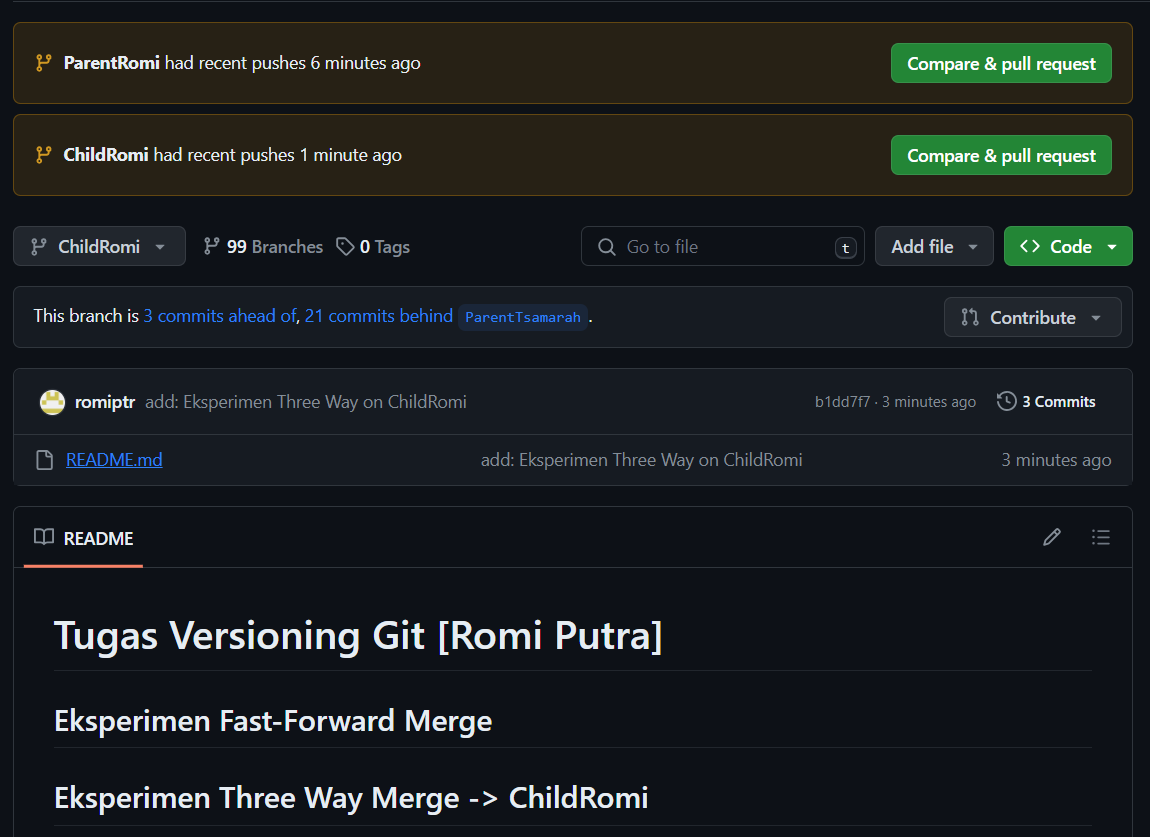 ParentRomi had recent pushes 6 minutes ago
Compare & pull request
ChildRomi had recent pushes 1 minute ago
Compare & pull request
ChildRomi 99 Branches 0 Tags Go to file t Add file Code
This branch is 3 commits ahead of, 21 commits behind ParentTsamarah .
Contribute
romiptr add: Eksperimen Three Way on ChildRomi b1dd7f7 · 3 minutes ago 3 Commits
README.md add: Eksperimen Three Way on ChildRomi 3 minutes ago
README
Tugas Versioning Git [Romi Putra]
Eksperimen Fast-Forward Merge
Eksperimen Three Way Merge -> ChildRomi